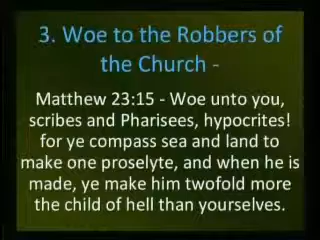 3. Woe to the Robbers of
the Church -
Matthew 23:15 - Woe unto you,
scribes and Pharisees, hypocrites!
for ye compass sea and land to
make one proselyte, and when he is
made, ye make him twofold more
the child of hell than yourselves.